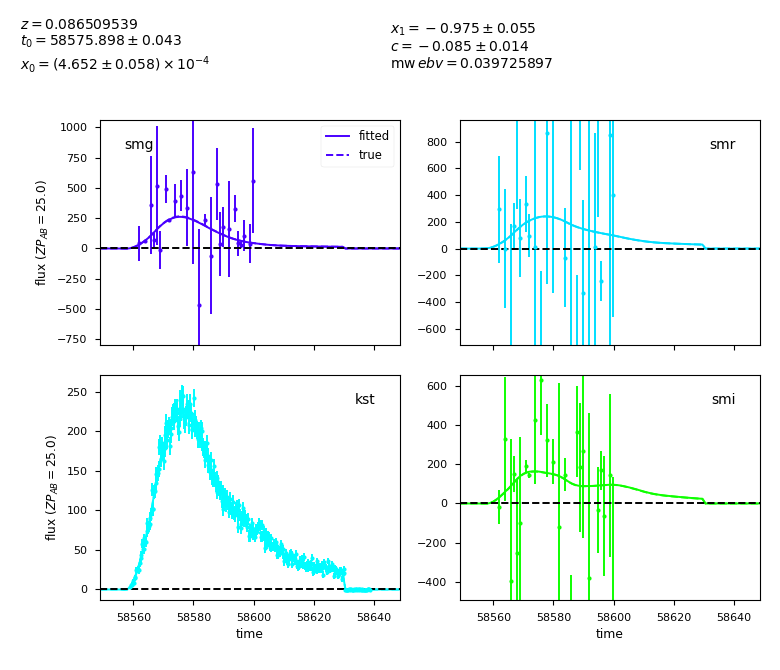 z = 0.086509539
t₀ = 58575.898 ± 0.043
x₀ = (4.652 ± 0.058) × 10⁻⁴
x₁ = −0.975 ± 0.055
c = −0.085 ± 0.014
mw ebv = 0.039725897
smg
fitted
true
1000
750
500
250
0
−250
−500
−750
flux (ZP_AB = 25.0)
smr
800
600
400
200
0
−200
−400
−600
kst
250
200
150
100
50
0
flux (ZP_AB = 25.0)
58560 58580 58600 58620 58640
time
smi
600
400
200
0
−200
−400
58560 58580 58600 58620 58640
time